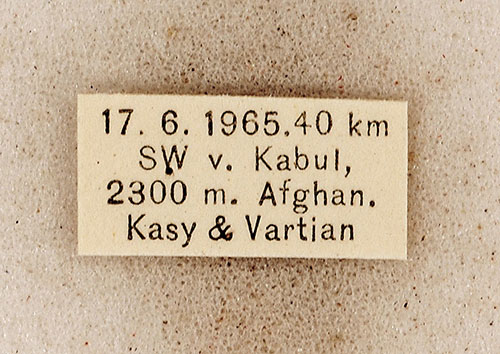 17. 6. 1965.40 km
SW v. Kabul,
2300 m. Afghan.
Kasy & Vartian